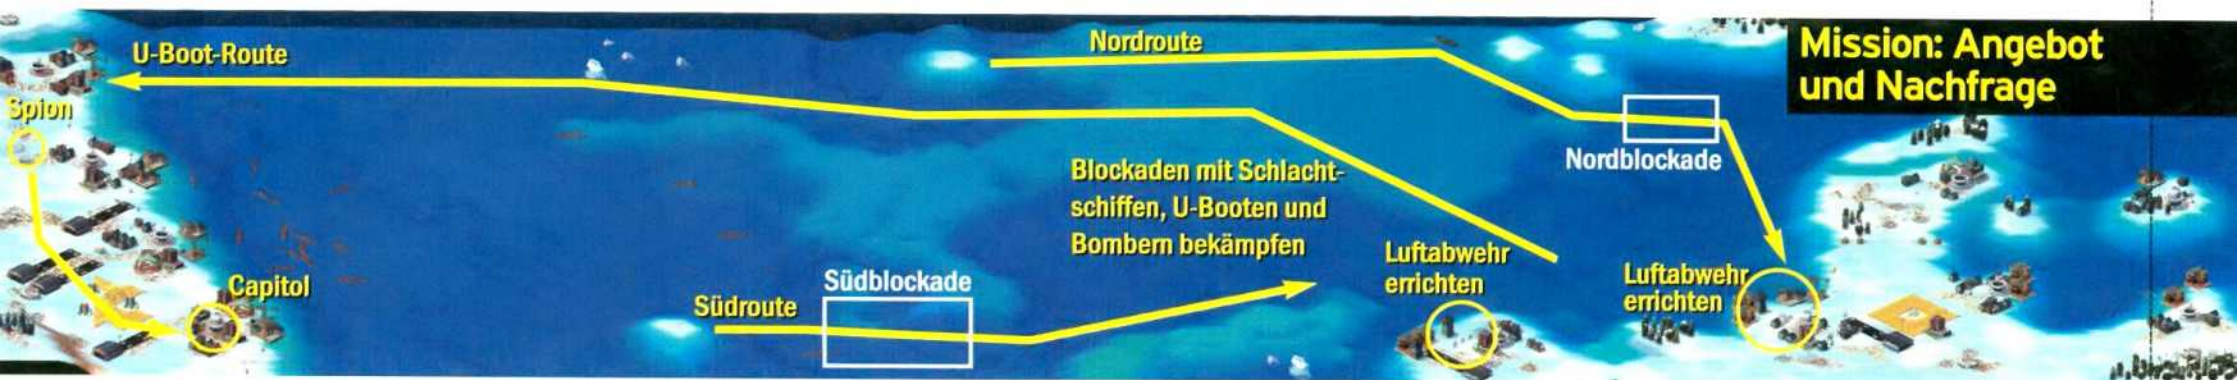 U-Boot-Route
Nordroute
Mission: Angebot
und Nachfrage
Spion
Nordblockade
Blockaden mit Schlacht-
schiffen, U-Booten und
Bombern bekämpfen
Luftabwehr
errichten
Luftabwehr
errichten
Capitol
Südblockade
Südroute